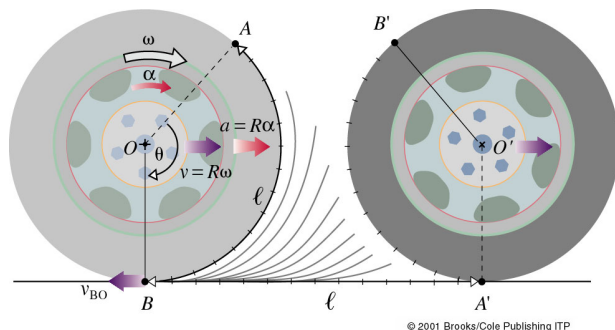 A
B'
ω
α
a = Rα
O
θ
v = Rω
O'
ℓ
v_BO
B
ℓ
A'
© 2001 Brooks/Cole Publishing ITP